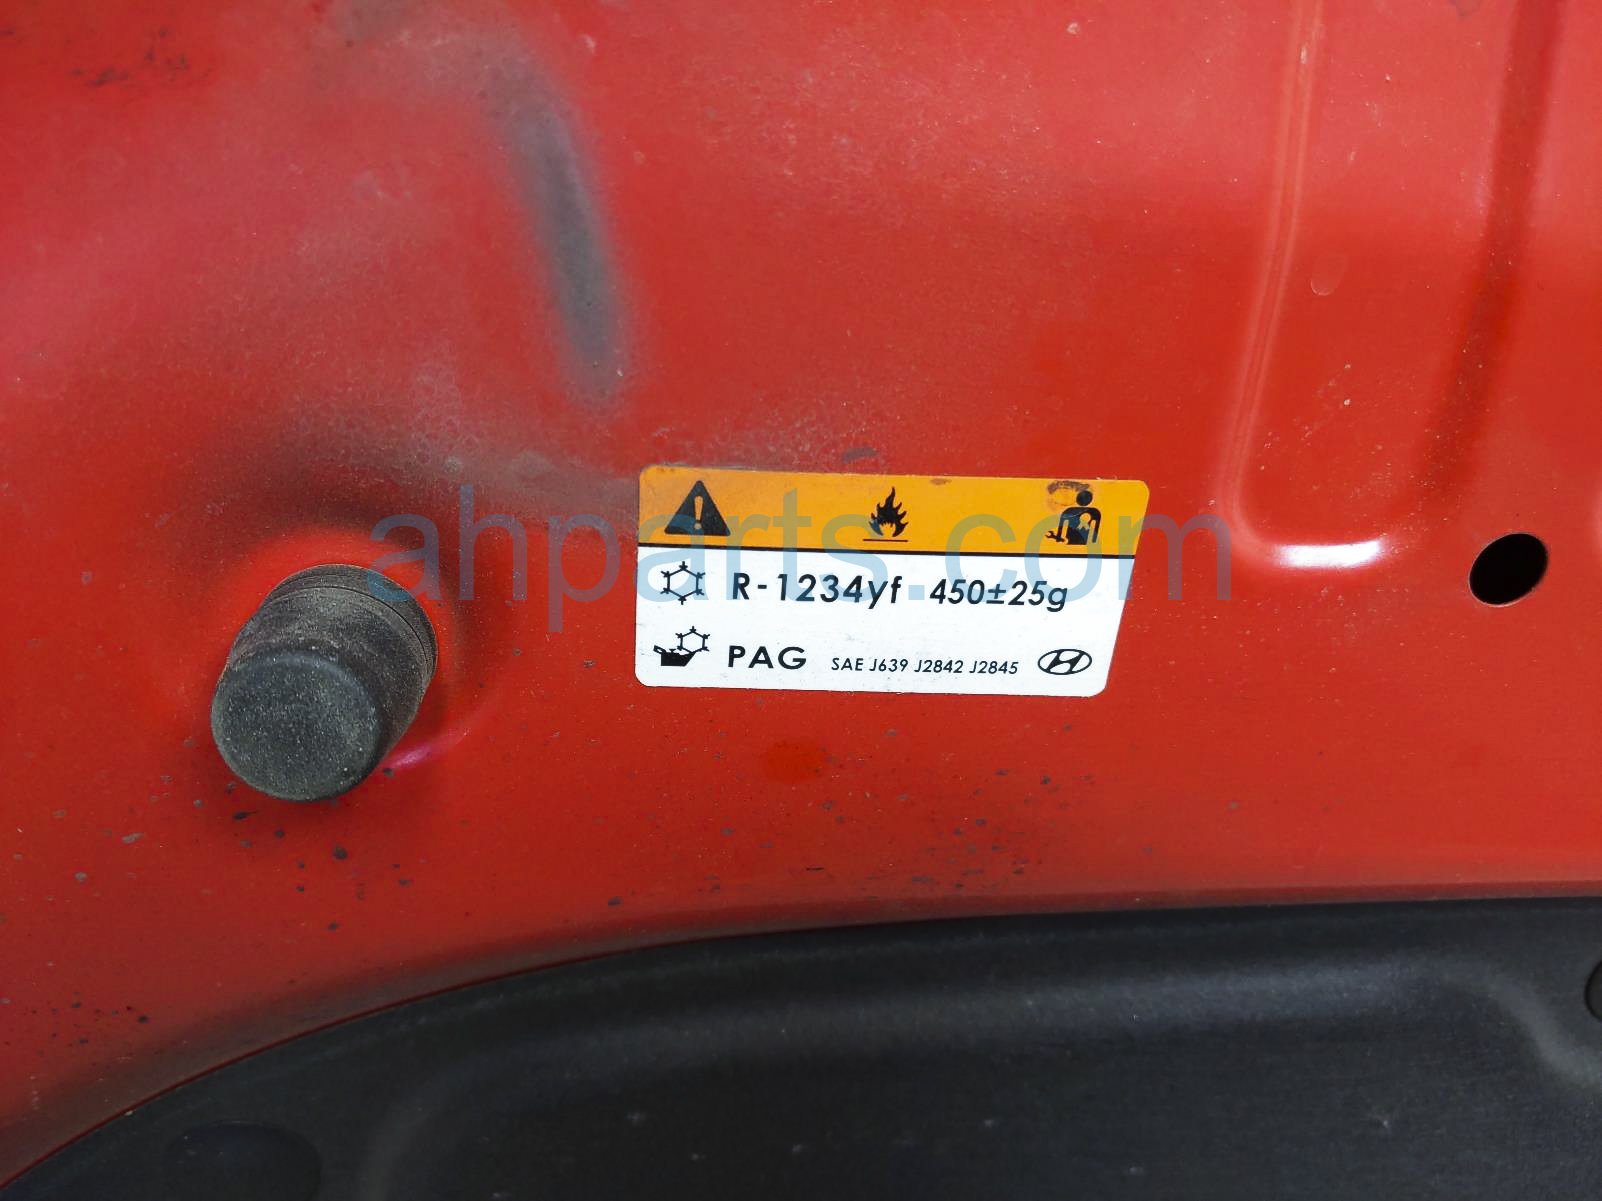 R-1234yf 450±25g
PAG SAE J639 J2842 J2845
ahparts.com